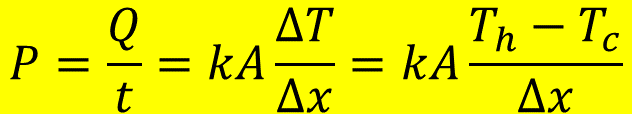 P = Q/t = kA ΔT/Δx = kA (T_h − T_c)/Δx